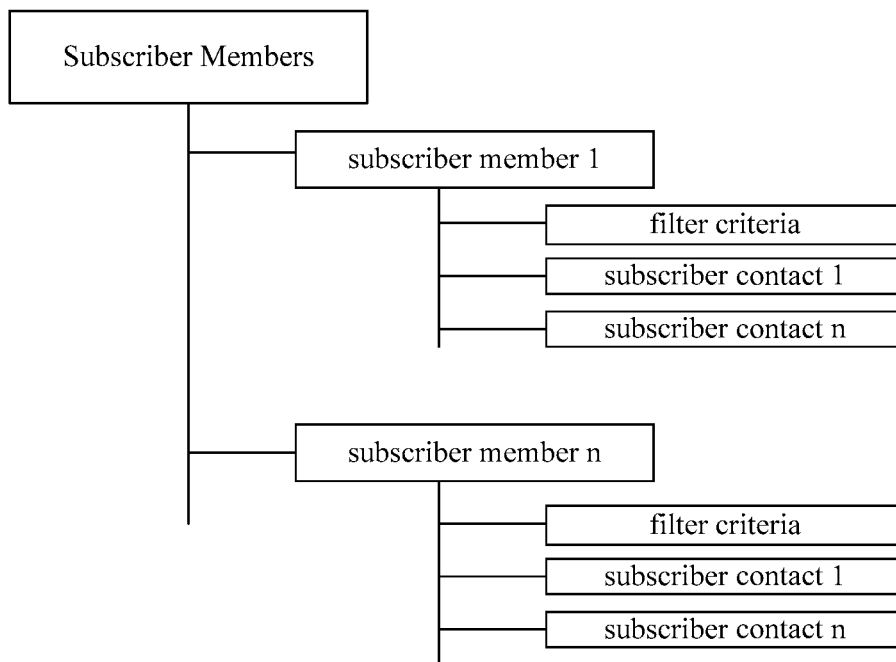 Subscriber Members
subscriber member 1
filter criteria
subscriber contact 1
subscriber contact n
subscriber member n
filter criteria
subscriber contact 1
subscriber contact n